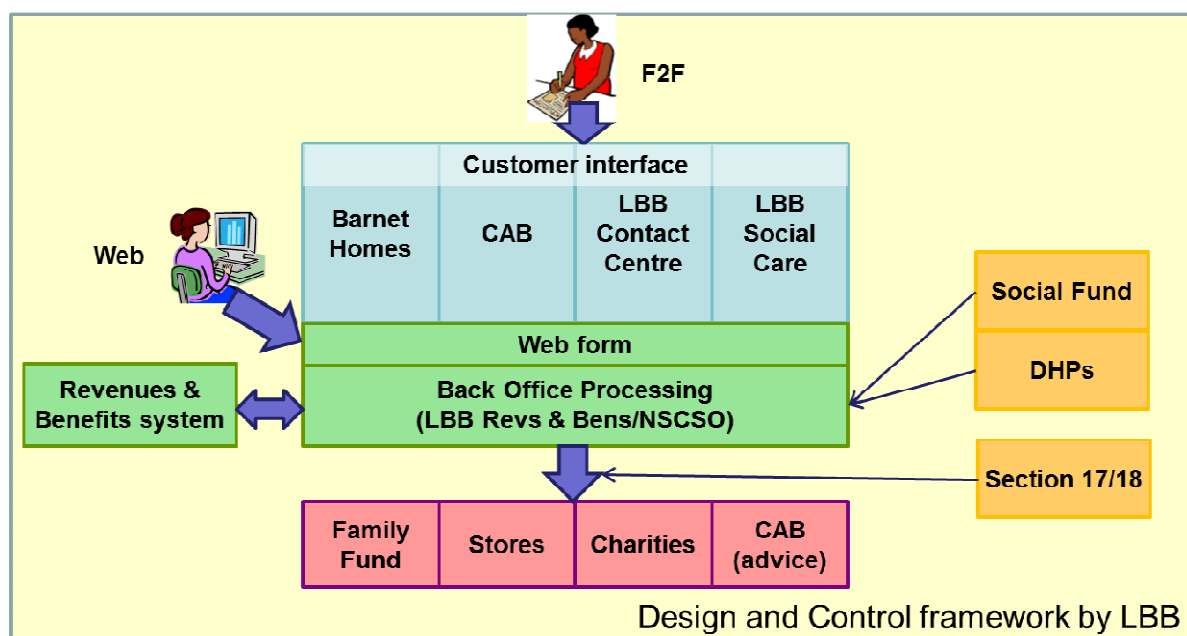 F2F
Customer interface
Barnet
Homes
CAB
LBB
Contact
Centre
LBB
Social
Care
Web
Web form
Revenues &
Benefits system
Back Office Processing
(LBB Revs & Bens/NSCSO)
Social Fund
DHPs
Section 17/18
Family
Fund
Stores
Charities
CAB
(advice)
Design and Control framework by LBB